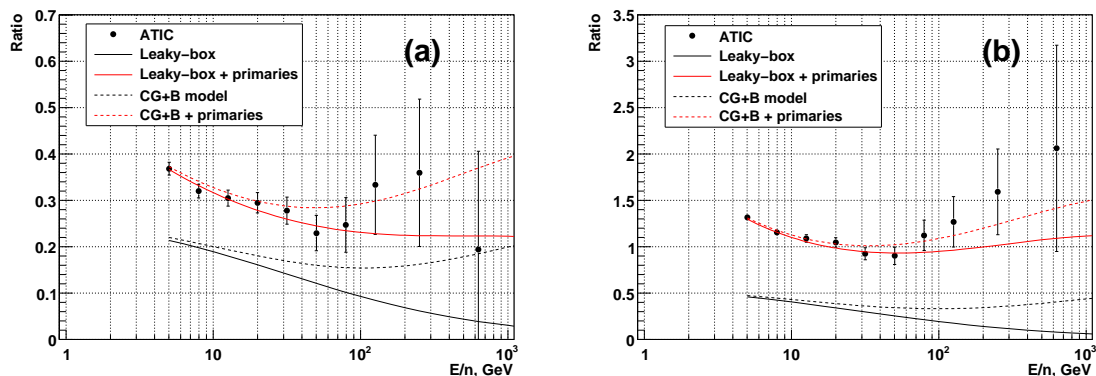 Ratio
0.7
0.6
0.5
0.4
0.3
0.2
0.1
0
ATIC
Leaky-box
Leaky-box + primaries
CG+B model
CG+B + primaries
(a)
1
10
10²
10³
E/n, GeV
Ratio
3.5
3
2.5
2
1.5
1
0.5
0
ATIC
Leaky-box
Leaky-box + primaries
CG+B model
CG+B + primaries
(b)
1
10
10²
10³
E/n, GeV